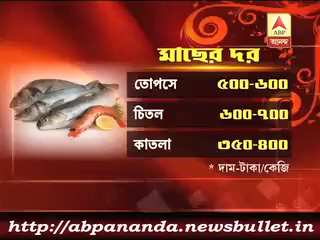 ABP
আনন্দ
মাছের দর
তোপসে ৫০০-৬০০
চিতল ৬০০-৭০০
কাতলা ৩৫০-৪০০
* দাম-টাকা/কেজি
http://abpananda.newsbullet.in